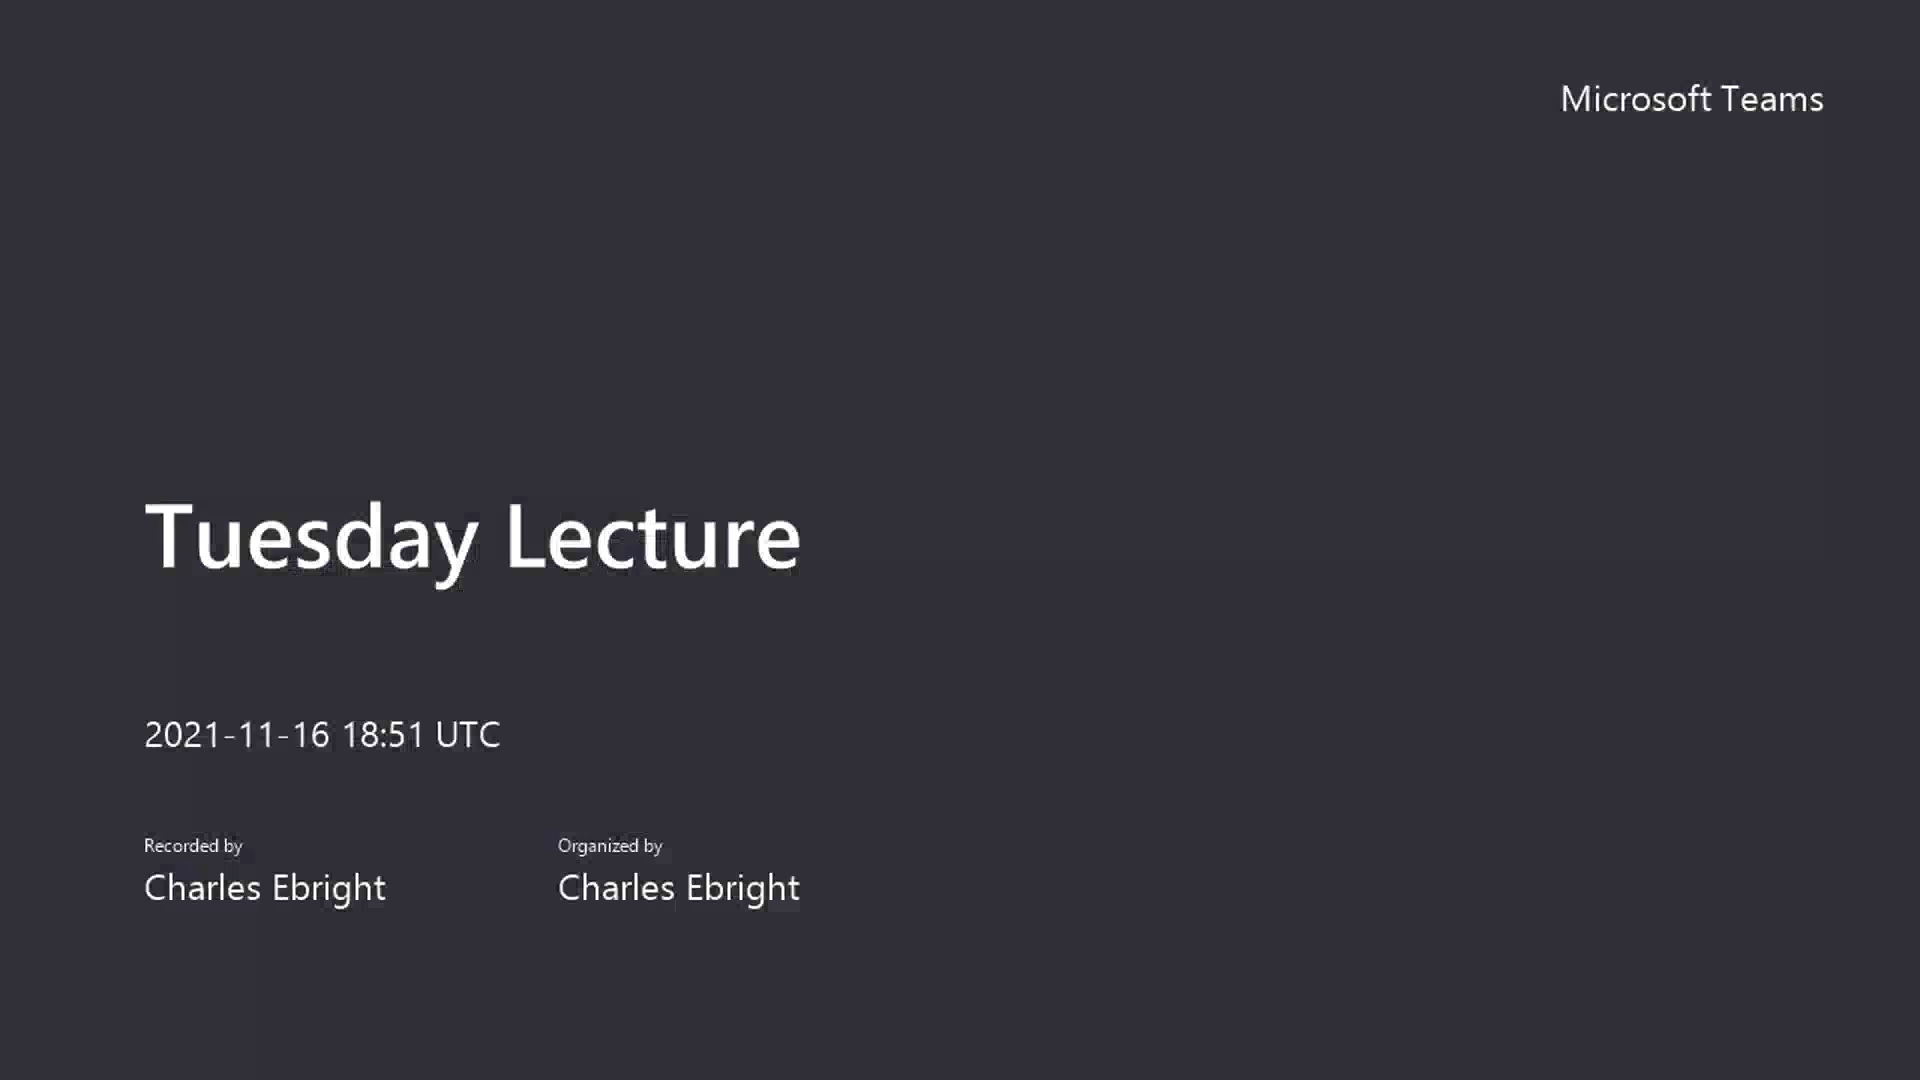 Microsoft Teams
Tuesday Lecture
2021-11-16 18:51 UTC
Recorded by
Charles Ebright
Organized by
Charles Ebright